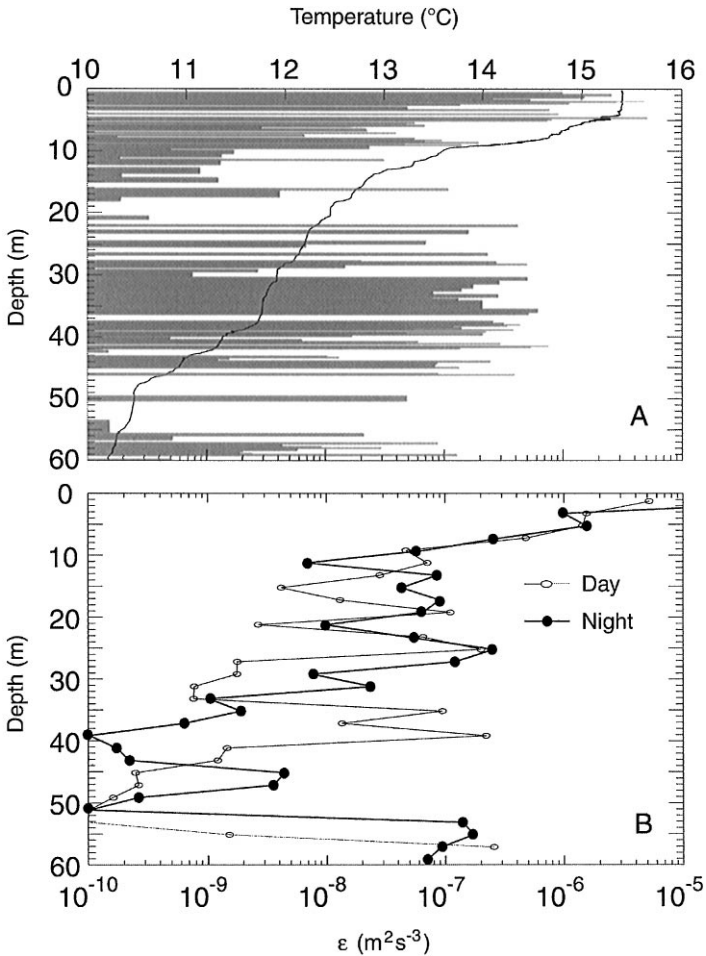 Temperature (°C)
10 11 12 13 14 15 16
0
10
20
30
40
50
60
Depth (m)
A
0
10
20
30
40
50
60
Depth (m)
Day
Night
B
10⁻¹⁰ 10⁻⁹ 10⁻⁸ 10⁻⁷ 10⁻⁶ 10⁻⁵
ε (m²s⁻³)